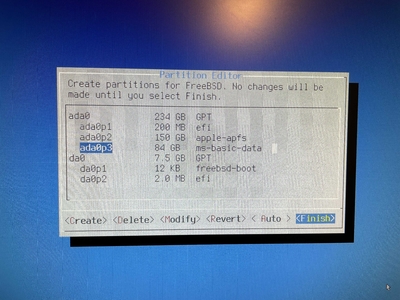 Partition Editor
Create partitions for FreeBSD. No changes will be
made until you select Finish.
ada0 234 GB GPT
ada0p1 200 MB efi
ada0p2 150 GB apple-apfs
ada0p3 84 GB ms-basic-data
da0 7.5 GB GPT
da0p1 12 KB freebsd-boot
da0p2 2.0 MB efi
<Create> <Delete> <Modify> <Revert> < Auto > <Finish>